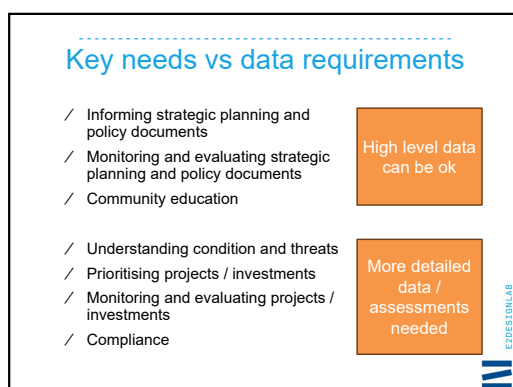 Key needs vs data requirements
∕ Informing strategic planning and
policy documents
∕ Monitoring and evaluating strategic
planning and policy documents
∕ Community education
High level data
can be ok
∕ Understanding condition and threats
∕ Prioritising projects / investments
∕ Monitoring and evaluating projects /
investments
∕ Compliance
More detailed
data /
assessments
needed
E2DESIGNLAB